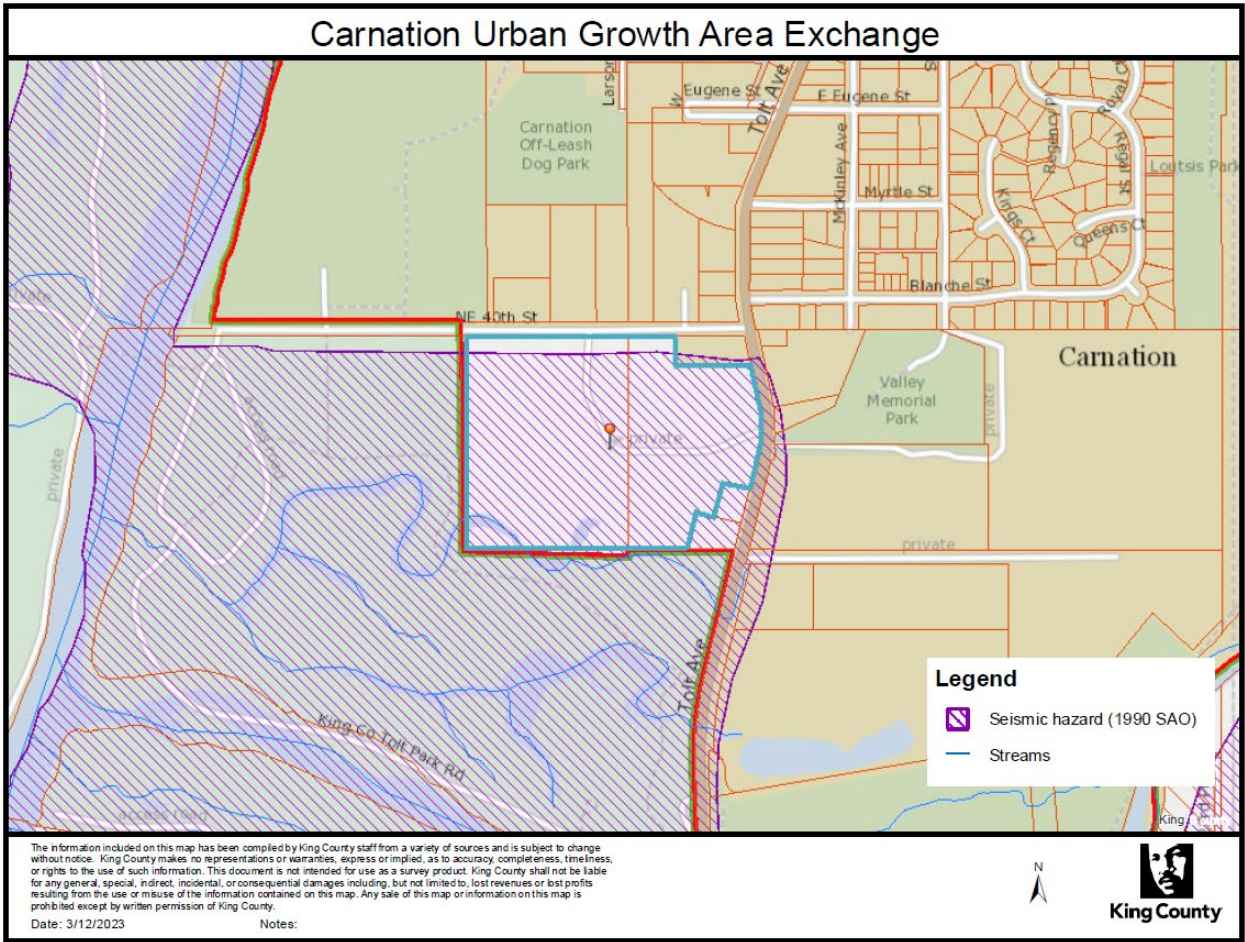 Carnation Urban Growth Area Exchange
Larson
W
Eugene St
Tolt Ave
E Eugene St
S
Royal Ct
Regency Pl
Carnation
Off-Leash
Dog Park
McKinley Ave
Regal St
Loutsis Park
Myrtle St
Kings Ct
Queens Ct
Blanche St
private
NE 40th St
Carnation
Valley
Memorial
Park
private
access road
private
private
private
Tolt Ave
King Co Tolt Park Rd
access road
Legend
Seismic hazard (1990 SAO)
Streams
King County
The information included on this map has been compiled by King County staff from a variety of sources and is subject to change
without notice. King County makes no representations or warranties, express or implied, as to accuracy, completeness, timeliness,
or rights to the use of such information. This document is not intended for use as a survey product. King County shall not be liable
for any general, special, indirect, incidental, or consequential damages including, but not limited to, lost revenues or lost profits
resulting from the use or misuse of the information contained on this map. Any sale of this map or information on this map is
prohibited except by written permission of King County.
Date: 3/12/2023
Notes:
N
King County